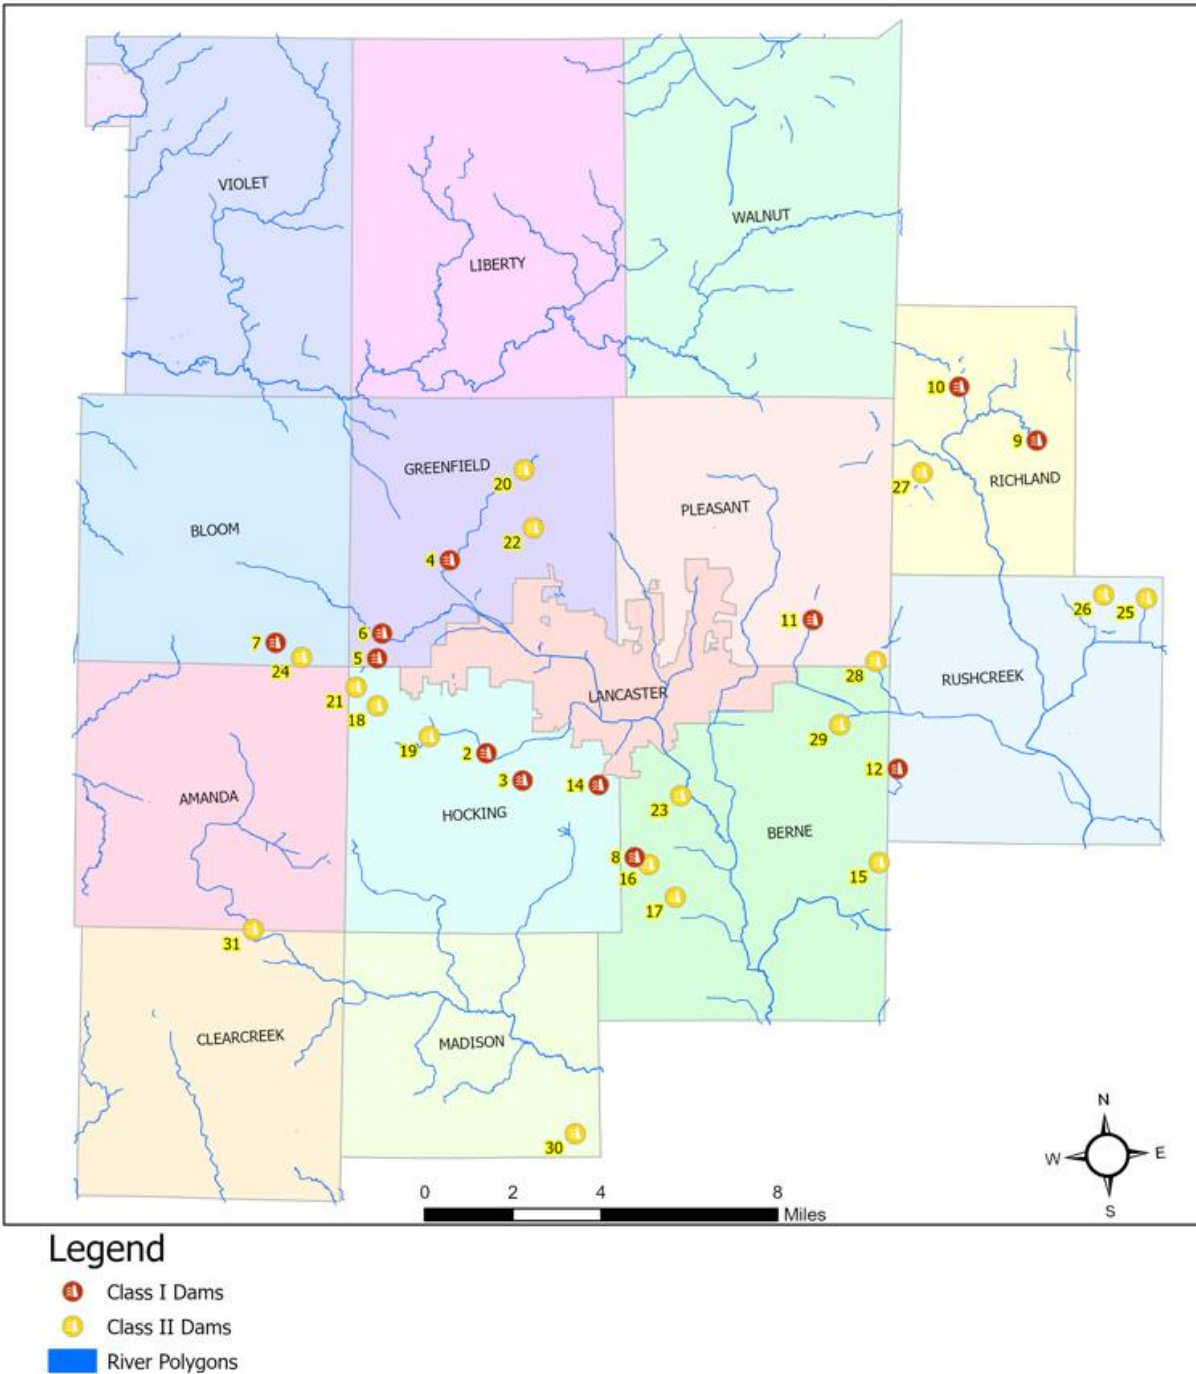 VIOLET
WALNUT
LIBERTY
10
9
GREENFIELD
20
27
RICHLAND
PLEASANT
BLOOM
22
4
26
25
11
6
7
5
24
28
RUSHCREEK
21
LANCASTER
18
29
19
2
12
3
14
AMANDA
23
HOCKING
BERNE
8
16
15
17
31
CLEARCREEK
MADISON
N
30
W
E
S
0
2
4
8
Miles
Legend
Class I Dams
Class II Dams
River Polygons